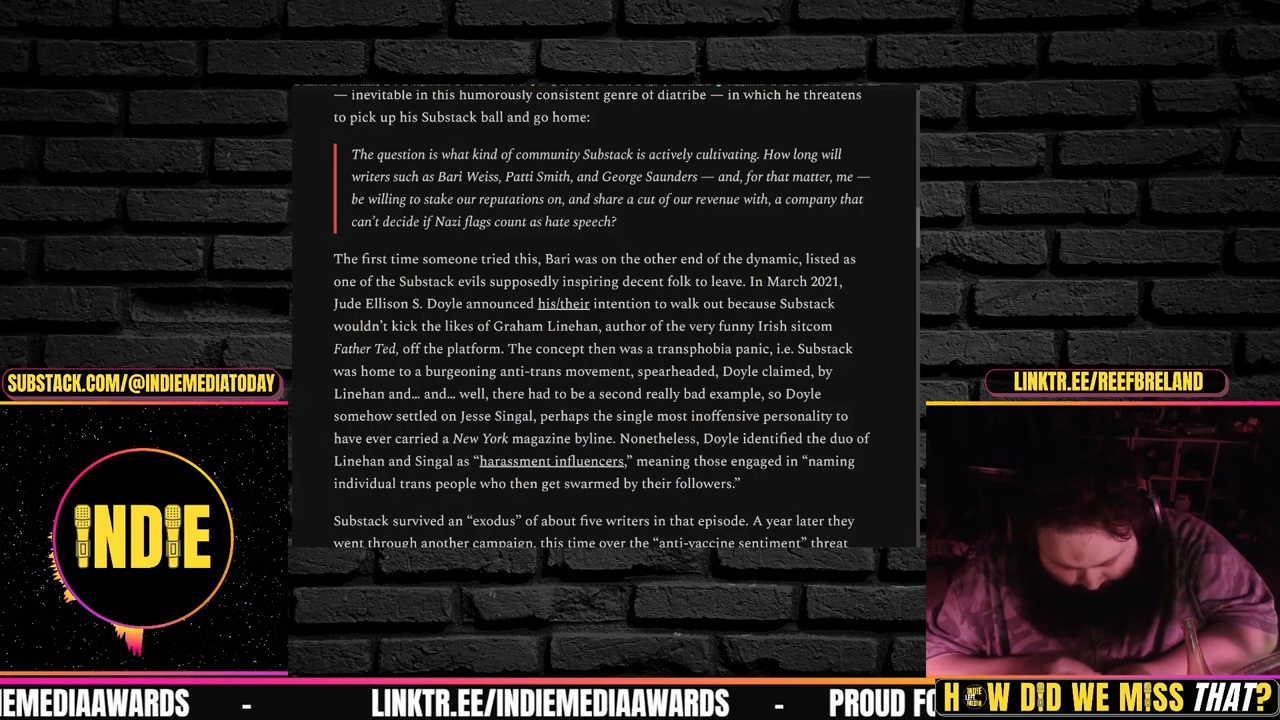 — inevitable in this humorously consistent genre of diatribe — in which he threatens
to pick up his Substack ball and go home:
The question is what kind of community Substack is actively cultivating. How long will
writers such as Bari Weiss, Patti Smith, and George Saunders — and, for that matter, me —
be willing to stake our reputations on, and share a cut of our revenue with, a company that
can’t decide if Nazi flags count as hate speech?
The first time someone tried this, Bari was on the other end of the dynamic, listed as
one of the Substack evils supposedly inspiring decent folk to leave. In March 2021,
Jude Ellison S. Doyle announced his/their intention to walk out because Substack
wouldn’t kick the likes of Graham Linehan, author of the very funny Irish sitcom
Father Ted, off the platform. The concept then was a transphobia panic, i.e. Substack
was home to a burgeoning anti-trans movement, spearheaded, Doyle claimed, by
Linehan and… and… well, there had to be a second really bad example, so Doyle
somehow settled on Jesse Singal, perhaps the single most inoffensive personality to
have ever carried a New York magazine byline. Nonetheless, Doyle identified the duo of
Linehan and Singal as “harassment influencers,” meaning those engaged in “naming
individual trans people who then get swarmed by their followers.”
Substack survived an “exodus” of about five writers in that episode. A year later they
went through another campaign, this time over the “anti-vaccine sentiment” threat
SUBSTACK.COM/@INDIEMEDIATODAY
INDIE
LINKTR.EE/REEFBRELAND
IEMEDIAAWARDS - LINKTR.EE/INDIEMEDIAAWARDS - PROUD FO
HOW DID WE MISS THAT?
INDIE LEFT MEDIA